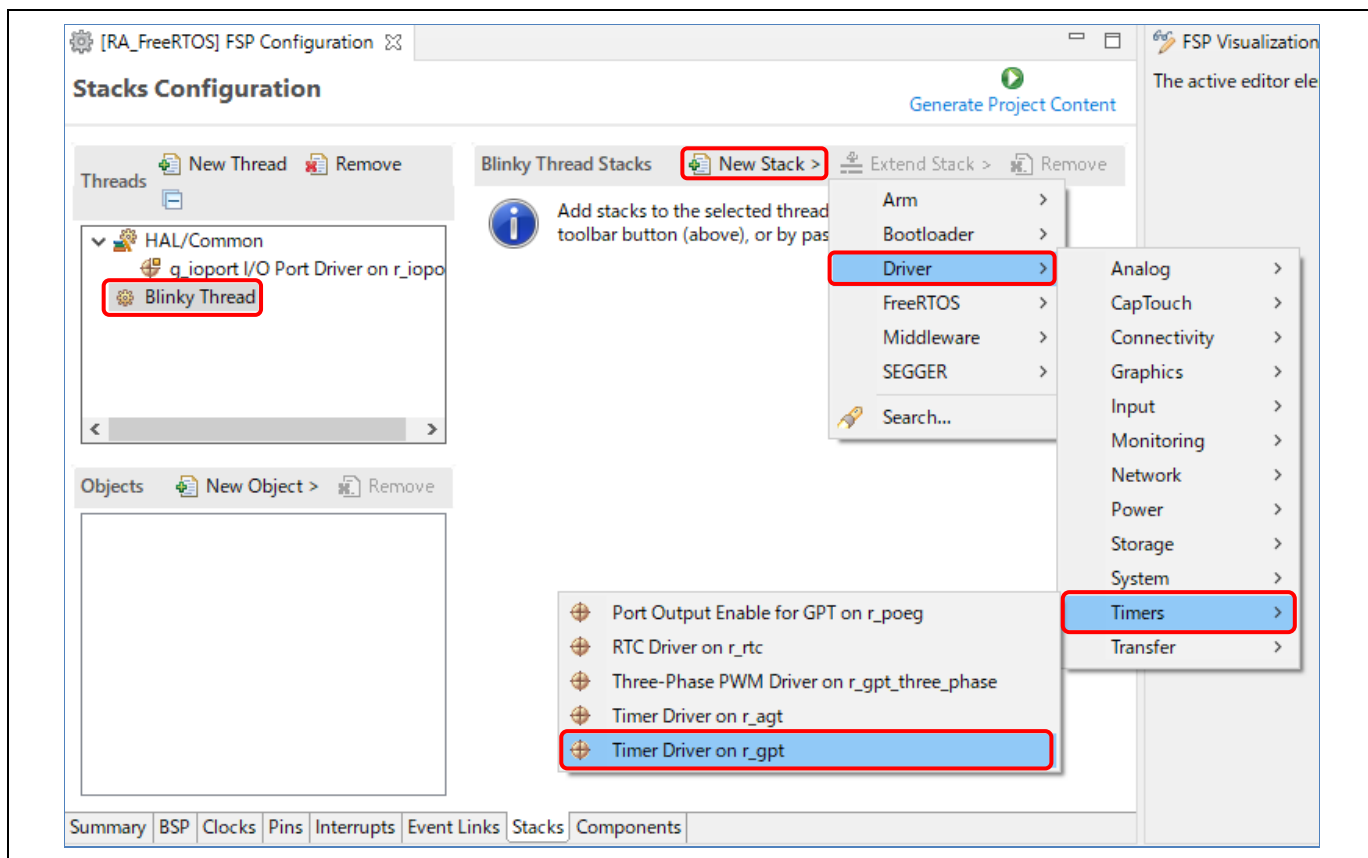 [RA_FreeRTOS] FSP Configuration
FSP Visualization
Stacks Configuration
Generate Project Content
The active editor ele
Threads
New Thread
Remove
Blinky Thread Stacks
New Stack >
Extend Stack >
Remove
HAL/Common
g_ioport I/O Port Driver on r_iopo
Blinky Thread
Add stacks to the selected thread
toolbar button (above), or by pas
Arm >
Bootloader >
Driver >
FreeRTOS >
Middleware >
SEGGER >
Search...
Analog >
CapTouch >
Connectivity >
Graphics >
Input >
Monitoring >
Network >
Power >
Storage >
System >
Timers >
Transfer >
Objects
New Object >
Remove
Port Output Enable for GPT on r_poeg
RTC Driver on r_rtc
Three-Phase PWM Driver on r_gpt_three_phase
Timer Driver on r_agt
Timer Driver on r_gpt
Summary BSP Clocks Pins Interrupts Event Links Stacks Components